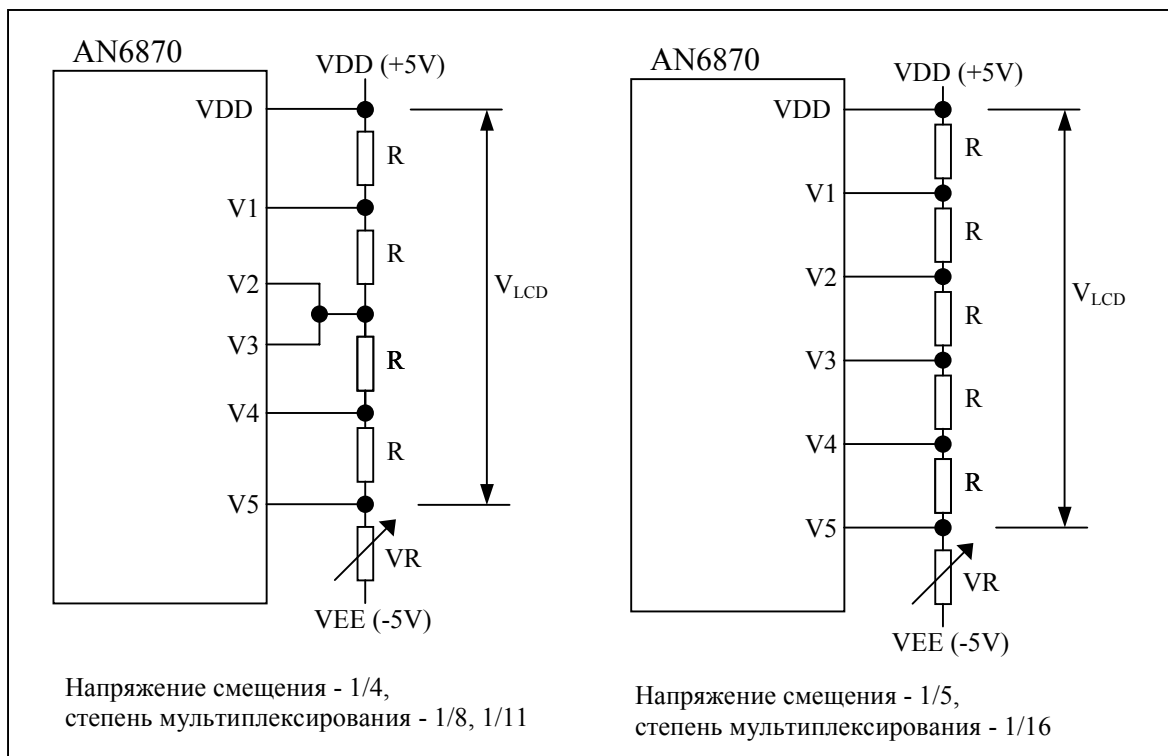 AN6870
VDD (+5V)
VDD
R
V1
R
V2
V3
VLCD
R
V4
R
V5
VR
VEE (-5V)
Напряжение смещения - 1/4,
степень мультиплексирования - 1/8, 1/11
AN6870
VDD (+5V)
VDD
R
V1
R
V2
VLCD
R
V3
R
V4
R
V5
VR
VEE (-5V)
Напряжение смещения - 1/5,
степень мультиплексирования - 1/16